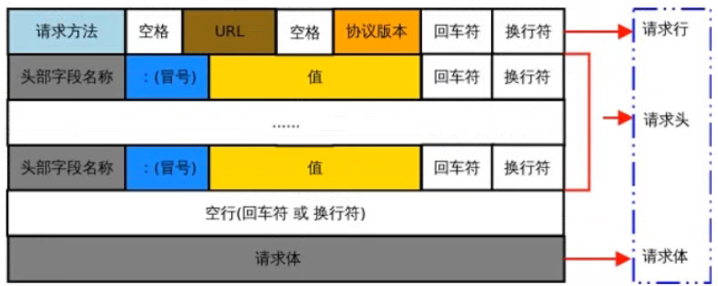 请求方法 空格 URL 空格 协议版本 回车符 换行符 请求行
头部字段名称 : (冒号) 值 回车符 换行符
...... 请求头
头部字段名称 : (冒号) 值 回车符 换行符
空行(回车符 或 换行符)
请求体 请求体